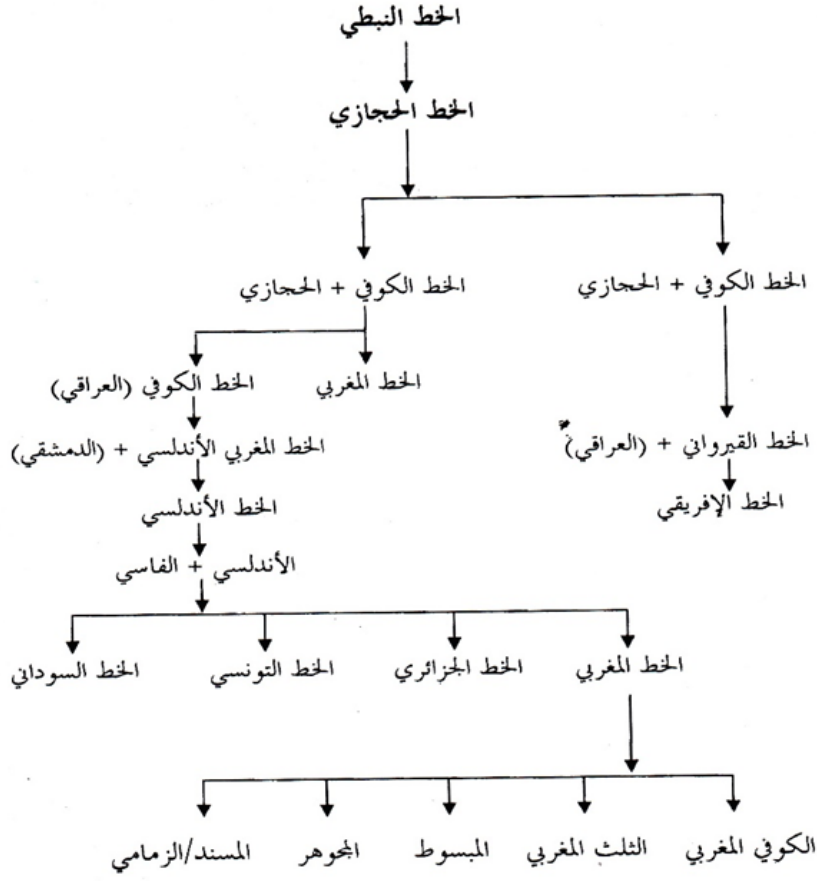 الخط النبطي
الخط الحجازي
الخط الكوفي + الحجازي
الخط الكوفي + الحجازي
الخط المغربي
الخط الكوفي (العراقي)
الخط القيرواني + (العراقي)*
الخط المغربي الأندلسي + (الدمشقي)
الخط الإفريقي
الخط الأندلسي
الأندلسي + الفاسي
الخط المغربي
الخط الجزائري
الخط التونسي
الخط السوداني
الكوفي المغربي
الثلث المغربي
المبسوط
المجوهر
المسند/الزمامي